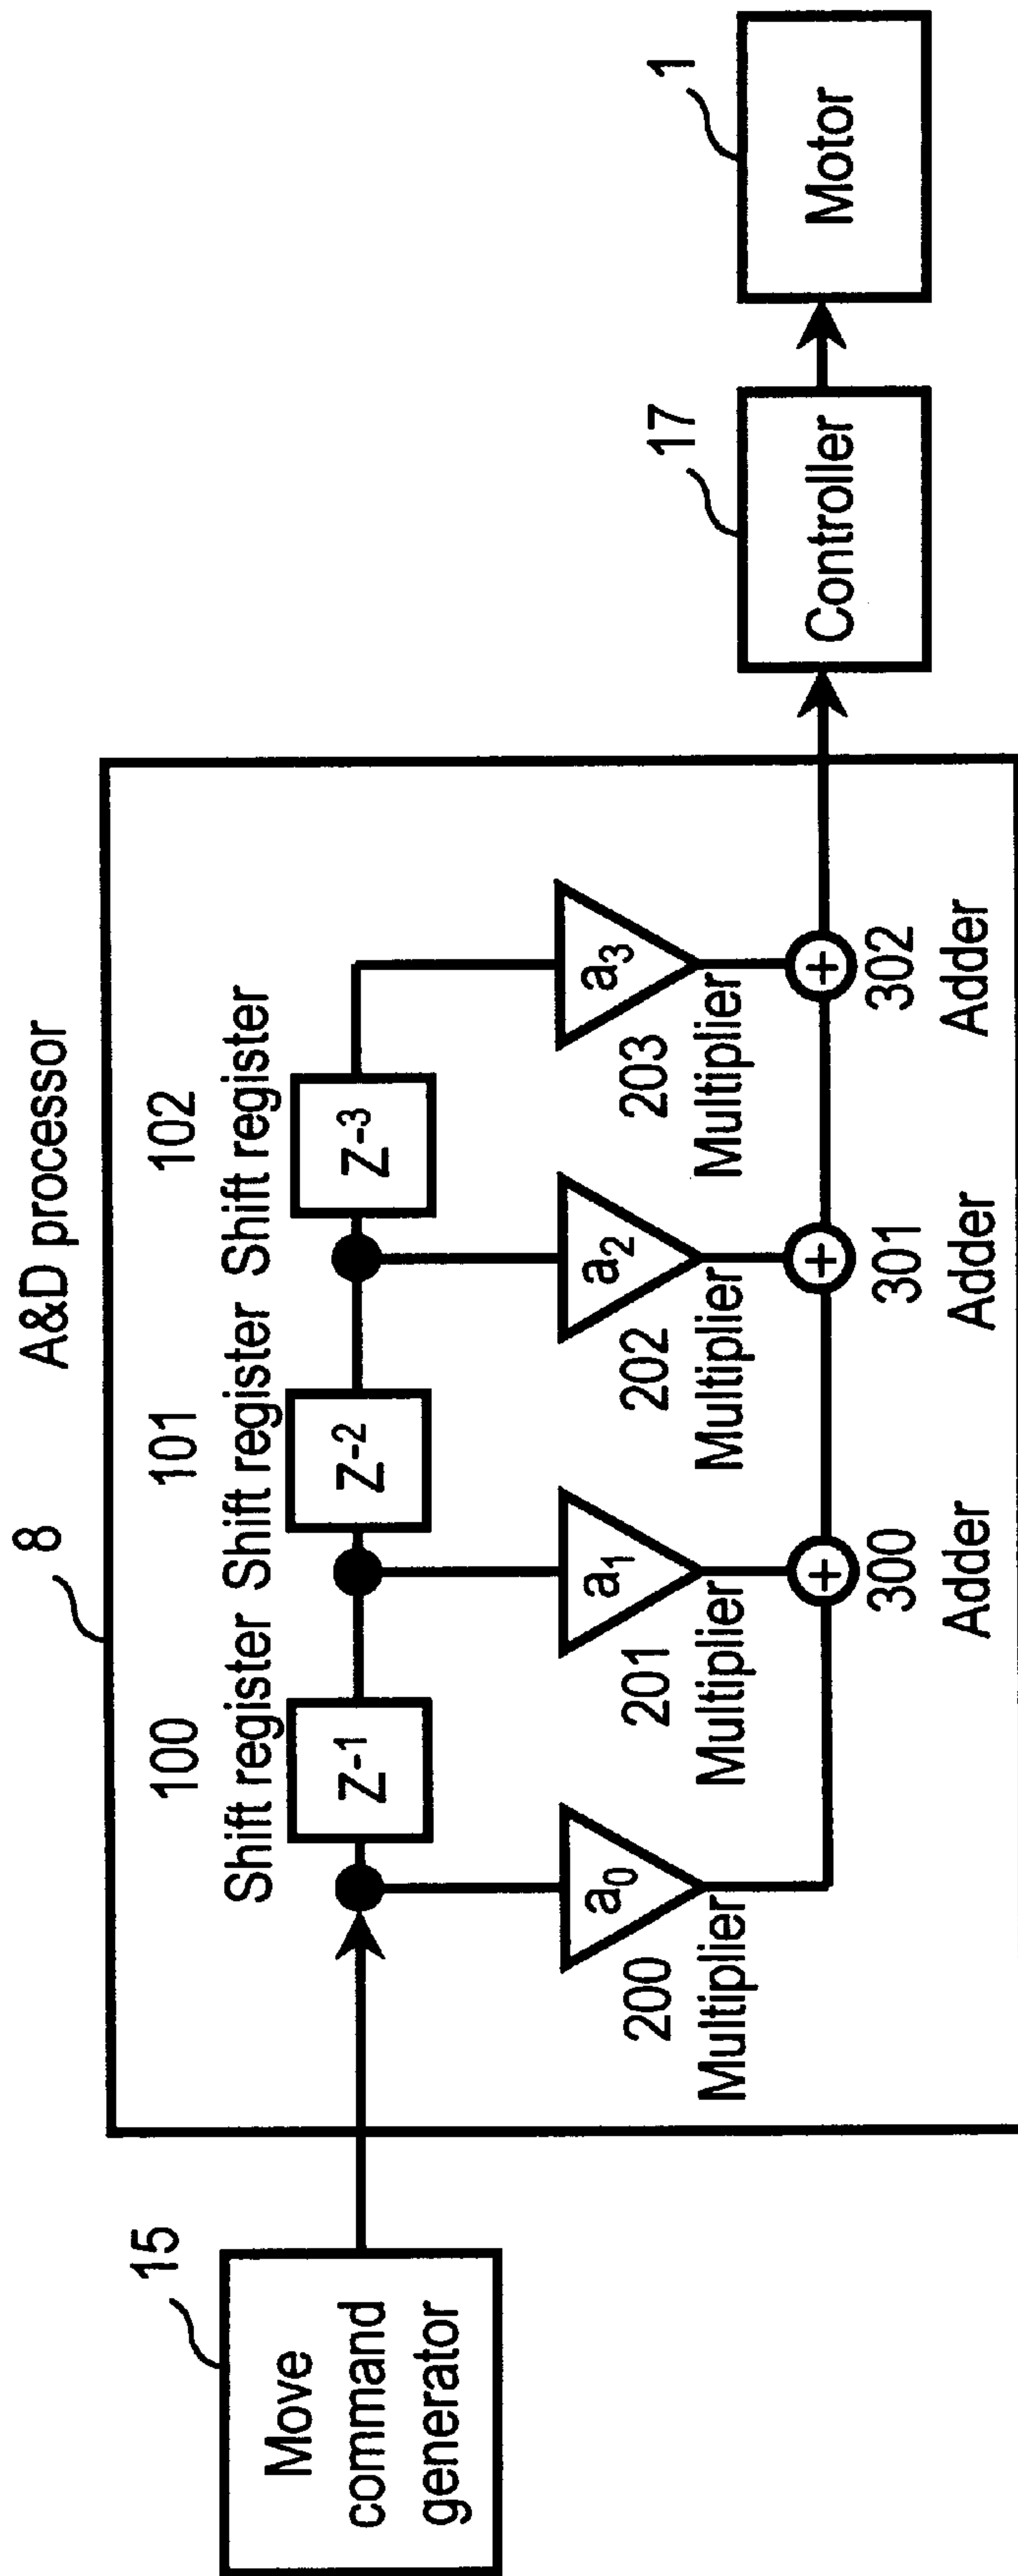 A&D processor
8
15
Move
command
generator
100
101
102
Shift register
Shift register
Shift register
Z-1
Z-2
Z-3
a0
a1
a2
a3
200
201
202
203
Multiplier
Multiplier
Multiplier
Multiplier
+
+
+
300
301
302
Adder
Adder
Adder
17
Controller
1
Motor